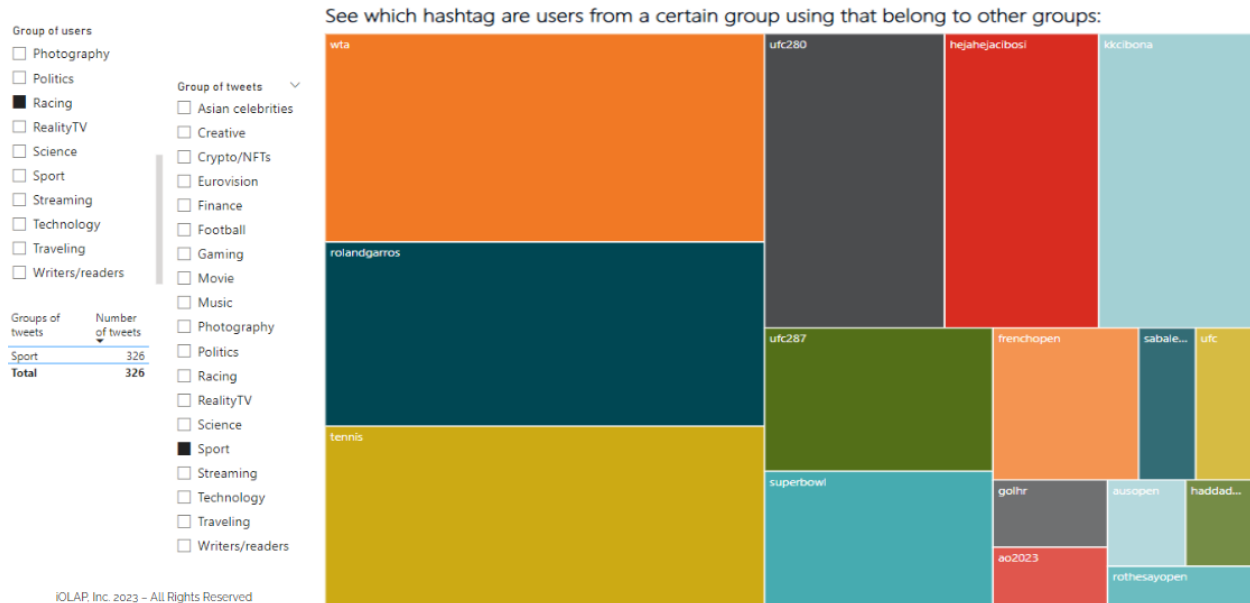 See which hashtag are users from a certain group using that belong to other groups:
Group of users
Photography
Politics
Racing
RealityTV
Science
Sport
Streaming
Technology
Traveling
Writers/readers
Groups of tweets
Number of tweets
Sport 326
Total 326
Group of tweets
Asian celebrities
Creative
Crypto/NFTs
Eurovision
Finance
Football
Gaming
Movie
Music
Photography
Politics
Racing
RealityTV
Science
Sport
Streaming
Technology
Traveling
Writers/readers
wta
rolandgarros
tennis
ufc280
hejahejacibosi
kkcibona
ufc287
frenchopen
sabale...
ufc
superbowl
golhr
ausopen
haddad...
ao2023
rothesayopen
iOLAP, Inc. 2023 – All Rights Reserved